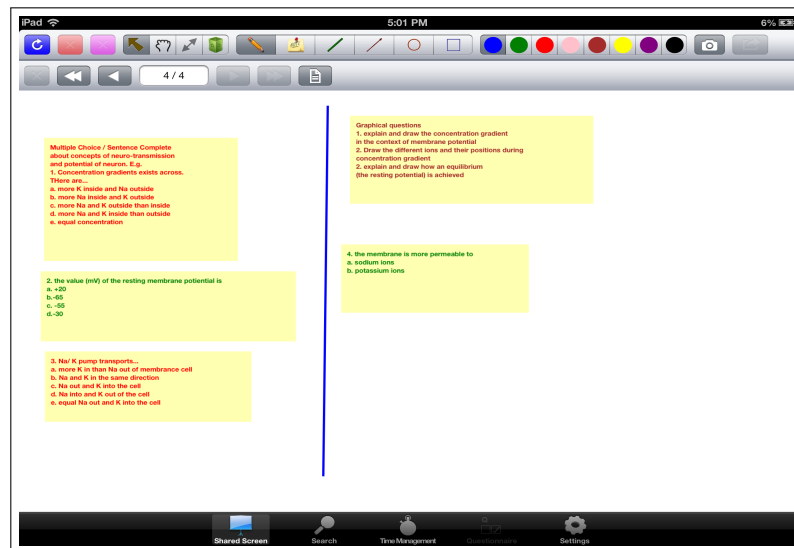 iPad
5:01 PM
6%
4 / 4
Multiple Choice / Sentence Complete
about concepts of neuro-transmission
and potential of neuron. E.g.
1. Concentration gradients exists across.
THere are...
a. more K inside and Na outside
b. more Na inside and K outside
c. more Na and K outside than inside
d. more Na and K inside than outside
e. equal concentration
2. the value (mV) of the resting membrane potiential is
a. +20
b.-65
c. -55
d.-30
3. Na/ K pump transports...
a. more K in than Na out of membrance cell
b. Na and K in the same direction
c. Na out and K into the cell
d. Na into and K out of the cell
e. equal Na out and K into the cell
Graphical questions
1. explain and draw the concentration gradient
in the context of membrane potential
2. Draw the different ions and their positions during
concentration gradient
2. explain and draw how an equilibrium
(the resting potential) is achieved
4. the membrane is more permeable to
a. sodium ions
b. potassium ions
Shared Screen
Search
Time Management
Questionnaire
Settings